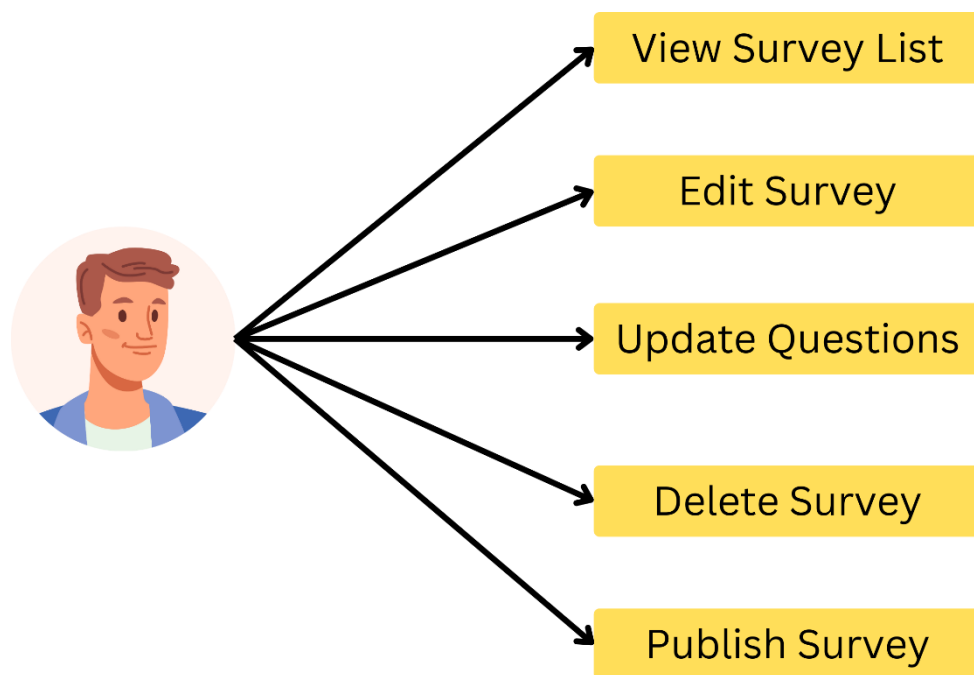 View Survey List
Edit Survey
Update Questions
Delete Survey
Publish Survey